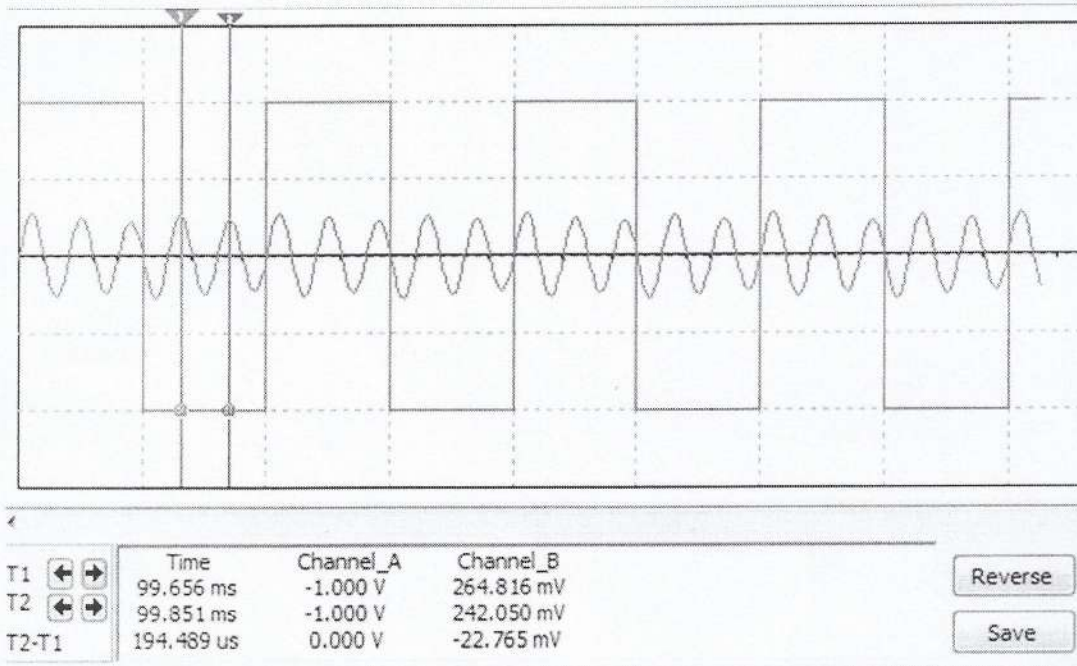 Time Channel_A Channel_B
T1 99.656 ms -1.000 V 264.816 mV
T2 99.851 ms -1.000 V 242.050 mV
T2-T1 194.489 us 0.000 V -22.765 mV
Reverse
Save